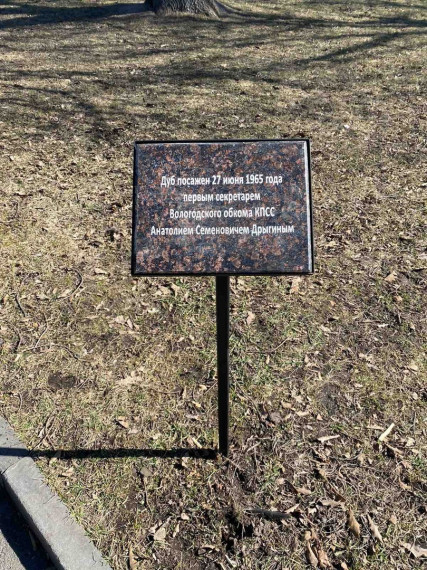 Дуб посажен 27 июня 1965 года
первым секретарем
Вологодского обкома КПСС
Анатолием Семеновичем Дрыгиным